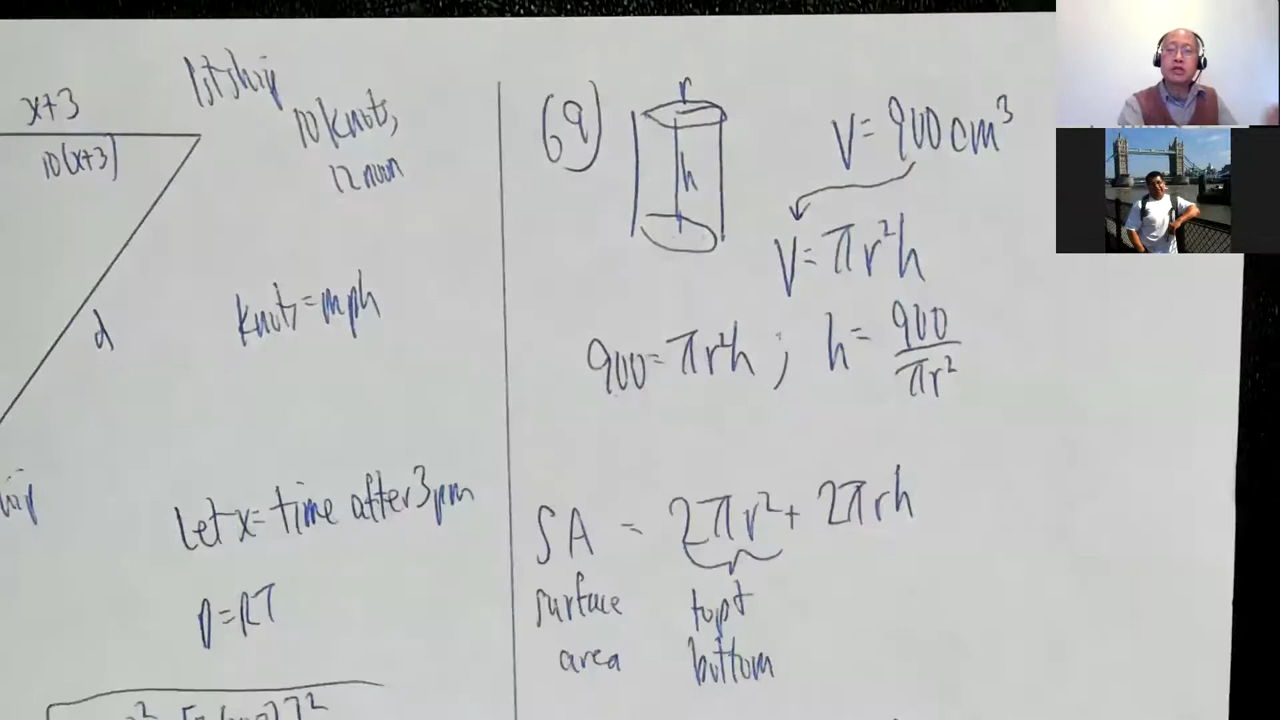 x+3
10(x+3)
1st ship
10 knots,
12 noon
d
knots = mph
Let x = time after 3pm
D = RT
69)
r
h
V = 900 cm³
V = πr²h
900 = πr²h ; h = 900/πr²
SA = 2πr² + 2πrh
surface area
top + bottom